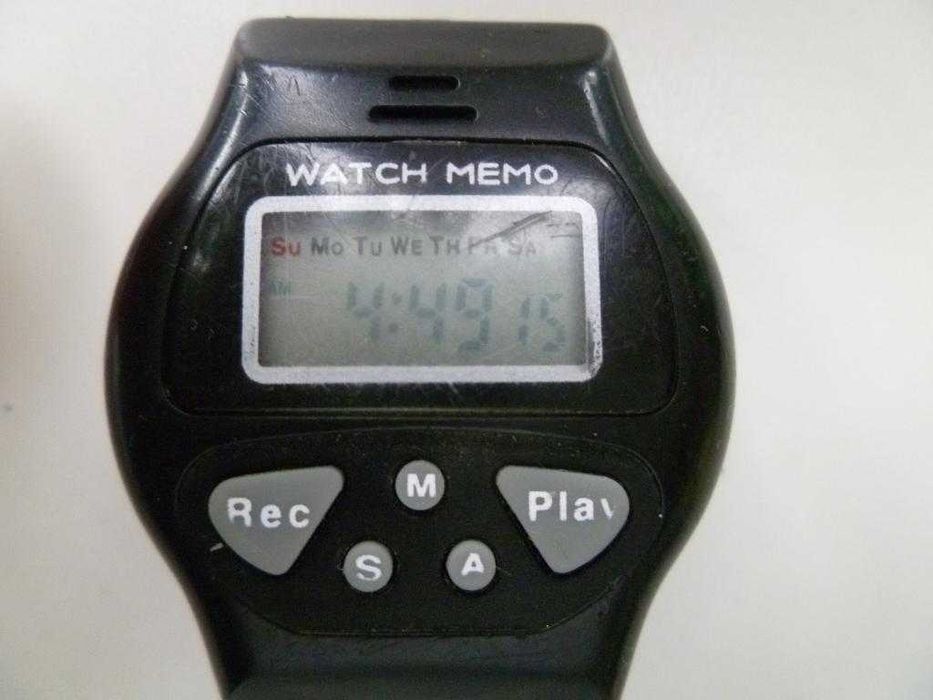 WATCH MEMO
Su Mo Tu WE TH FR SA
AM 4:49 15
Rec M Play
S A